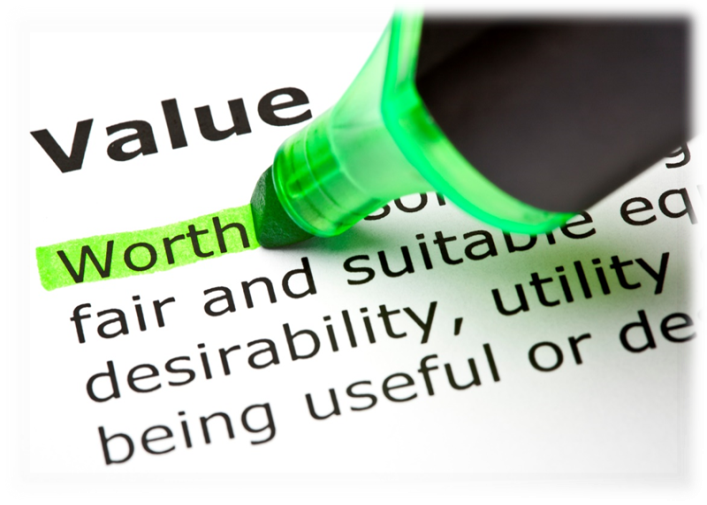 Value
Worth
fair and suitable
desirability, utility
being useful or